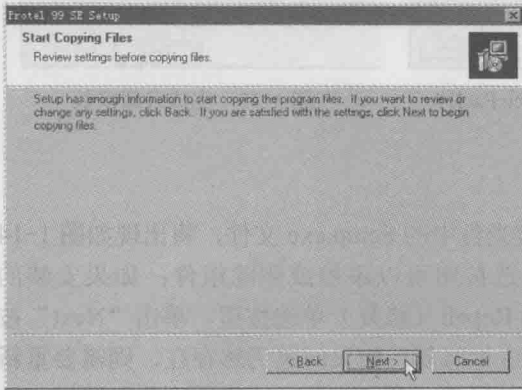 Protel 99 SE Setup
Start Copying Files
Review settings before copying files.
Setup has enough information to start copying the program files. If you want to review or
change any settings, click Back. If you are satisfied with the settings, click Next to begin
copying files.
< Back
Next >
Cancel